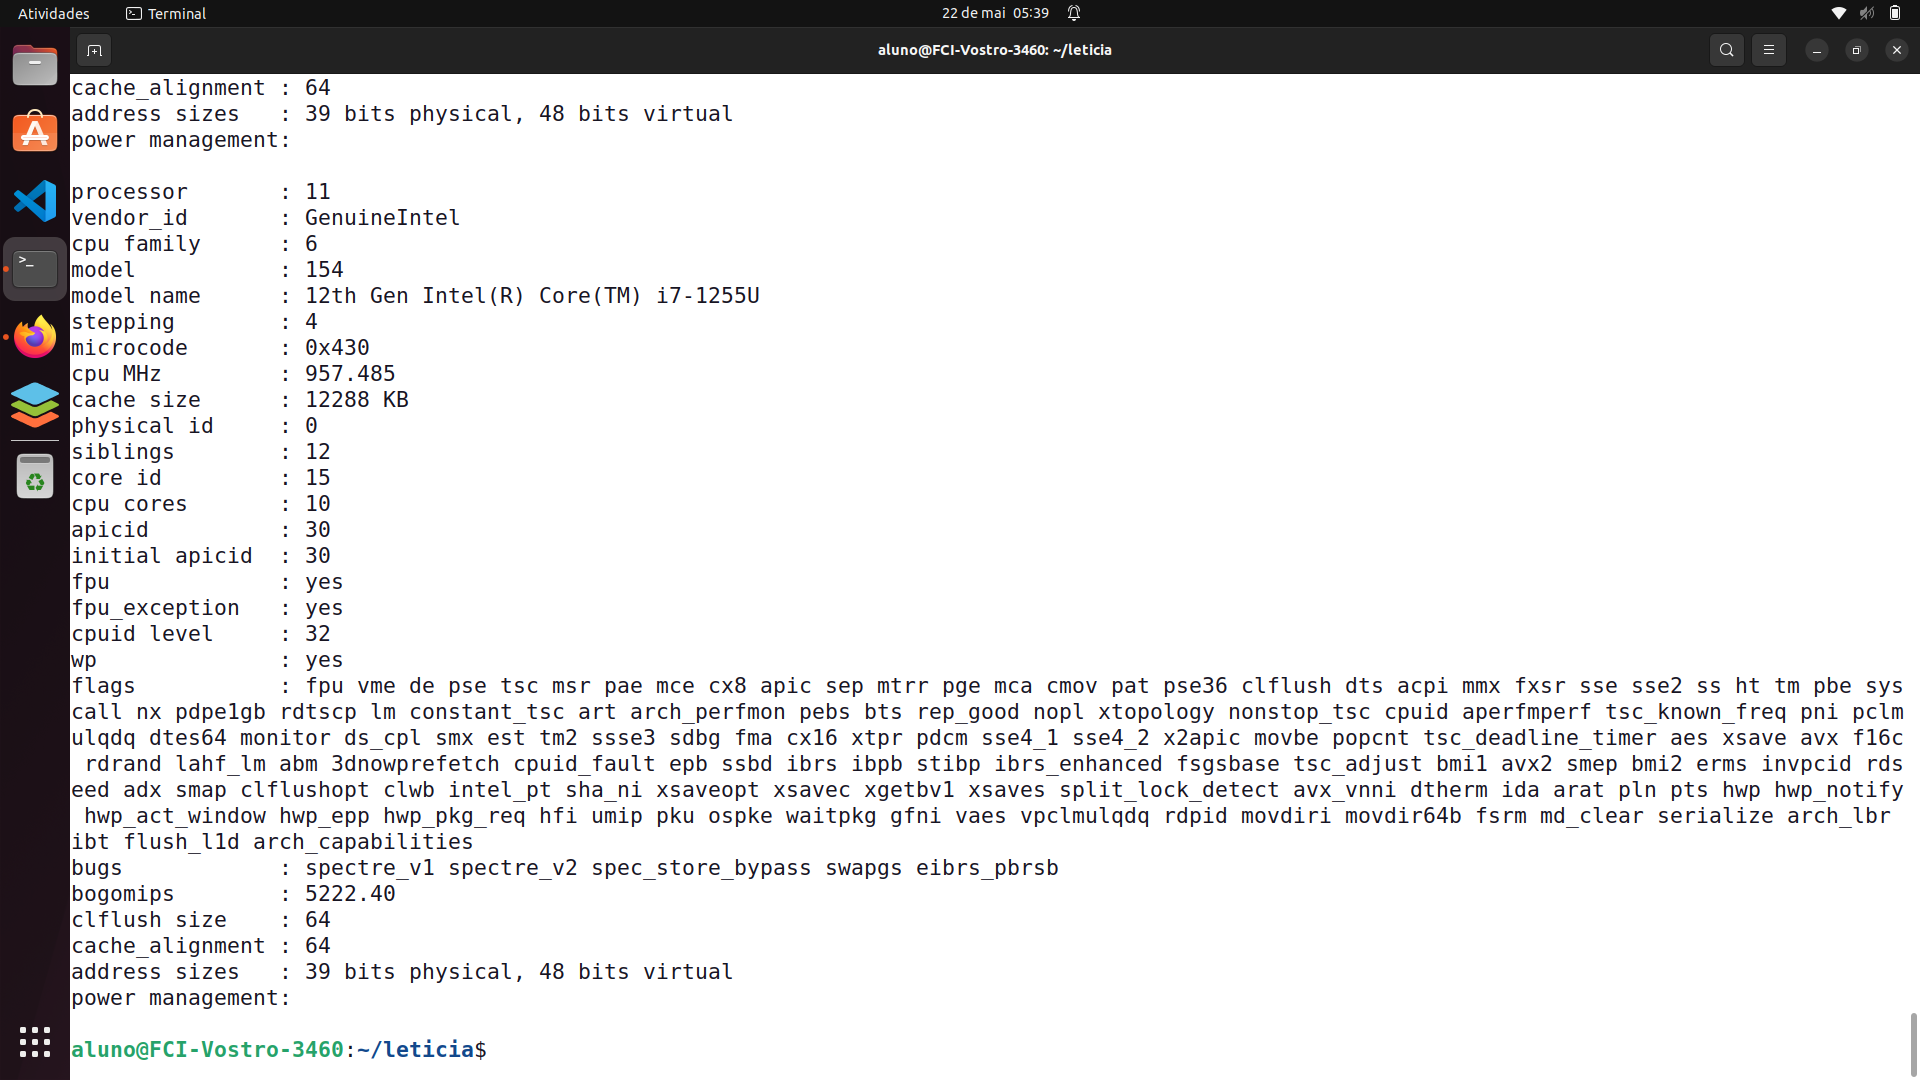 Atividades
Terminal
22 de mai 05:39
aluno@FCI-Vostro-3460: ~/leticia
cache_alignment : 64
address sizes   : 39 bits physical, 48 bits virtual
power management:

processor       : 11
vendor_id       : GenuineIntel
cpu family      : 6
model           : 154
model name      : 12th Gen Intel(R) Core(TM) i7-1255U
stepping        : 4
microcode       : 0x430
cpu MHz         : 957.485
cache size      : 12288 KB
physical id     : 0
siblings        : 12
core id         : 15
cpu cores       : 10
apicid          : 30
initial apicid  : 30
fpu             : yes
fpu_exception   : yes
cpuid level     : 32
wp              : yes
flags           : fpu vme de pse tsc msr pae mce cx8 apic sep mtrr pge mca cmov pat pse36 clflush dts acpi mmx fxsr sse sse2 ss ht tm pbe sys
call nx pdpe1gb rdtscp lm constant_tsc art arch_perfmon pebs bts rep_good nopl xtopology nonstop_tsc cpuid aperfmperf tsc_known_freq pni pclm
ulqdq dtes64 monitor ds_cpl smx est tm2 ssse3 sdbg fma cx16 xtpr pdcm sse4_1 sse4_2 x2apic movbe popcnt tsc_deadline_timer aes xsave avx f16c
 rdrand lahf_lm abm 3dnowprefetch cpuid_fault epb ssbd ibrs ibpb stibp ibrs_enhanced fsgsbase tsc_adjust bmi1 avx2 smep bmi2 erms invpcid rds
eed adx smap clflushopt clwb intel_pt sha_ni xsaveopt xsavec xgetbv1 xsaves split_lock_detect avx_vnni dtherm ida arat pln pts hwp hwp_notify
 hwp_act_window hwp_epp hwp_pkg_req hfi umip pku ospke waitpkg gfni vaes vpclmulqdq rdpid movdiri movdir64b fsrm md_clear serialize arch_lbr
ibt flush_l1d arch_capabilities
bugs            : spectre_v1 spectre_v2 spec_store_bypass swapgs eibrs_pbrsb
bogomips        : 5222.40
clflush size    : 64
cache_alignment : 64
address sizes   : 39 bits physical, 48 bits virtual
power management:

aluno@FCI-Vostro-3460:~/leticia$